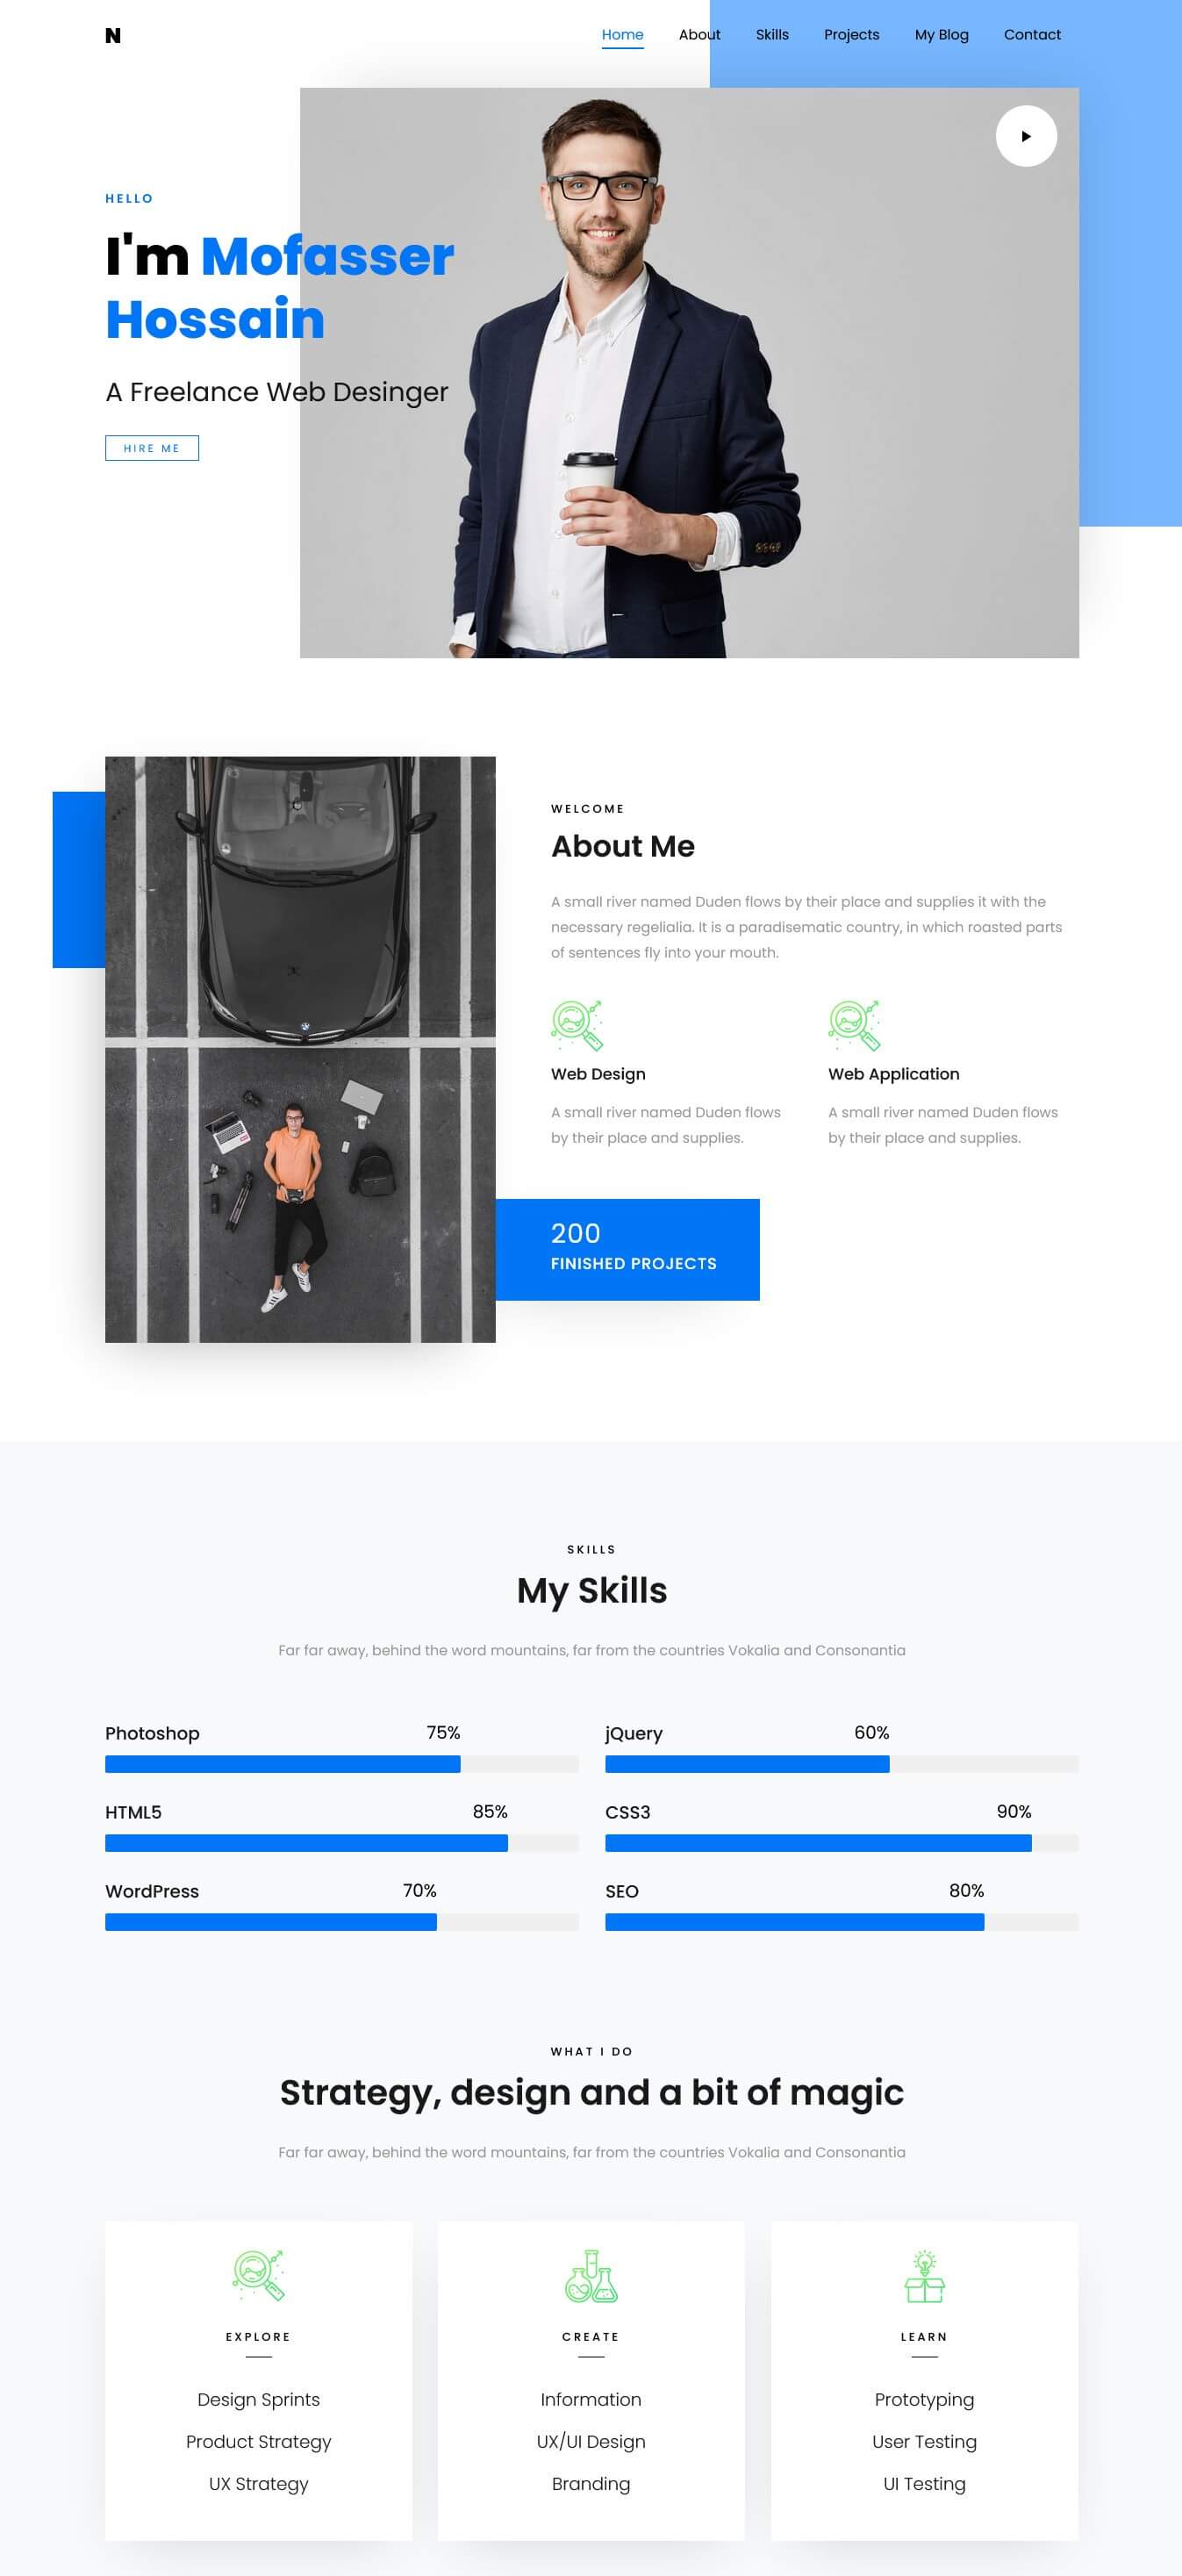 N
Home About Skills Projects My Blog Contact
HELLO
I'm Mofasser
Hossain
A Freelance Web Desinger
HIRE ME
WELCOME
About Me
A small river named Duden flows by their place and supplies it with the
necessary regelialia. It is a paradisematic country, in which roasted parts
of sentences fly into your mouth.
Web Design
A small river named Duden flows
by their place and supplies.
Web Application
A small river named Duden flows
by their place and supplies.
200
FINISHED PROJECTS
SKILLS
My Skills
Far far away, behind the word mountains, far from the countries Vokalia and Consonantia
Photoshop 75%
jQuery 60%
HTML5 85%
CSS3 90%
WordPress 70%
SEO 80%
WHAT I DO
Strategy, design and a bit of magic
Far far away, behind the word mountains, far from the countries Vokalia and Consonantia
EXPLORE
Design Sprints
Product Strategy
UX Strategy
CREATE
Information
UX/UI Design
Branding
LEARN
Prototyping
User Testing
UI Testing